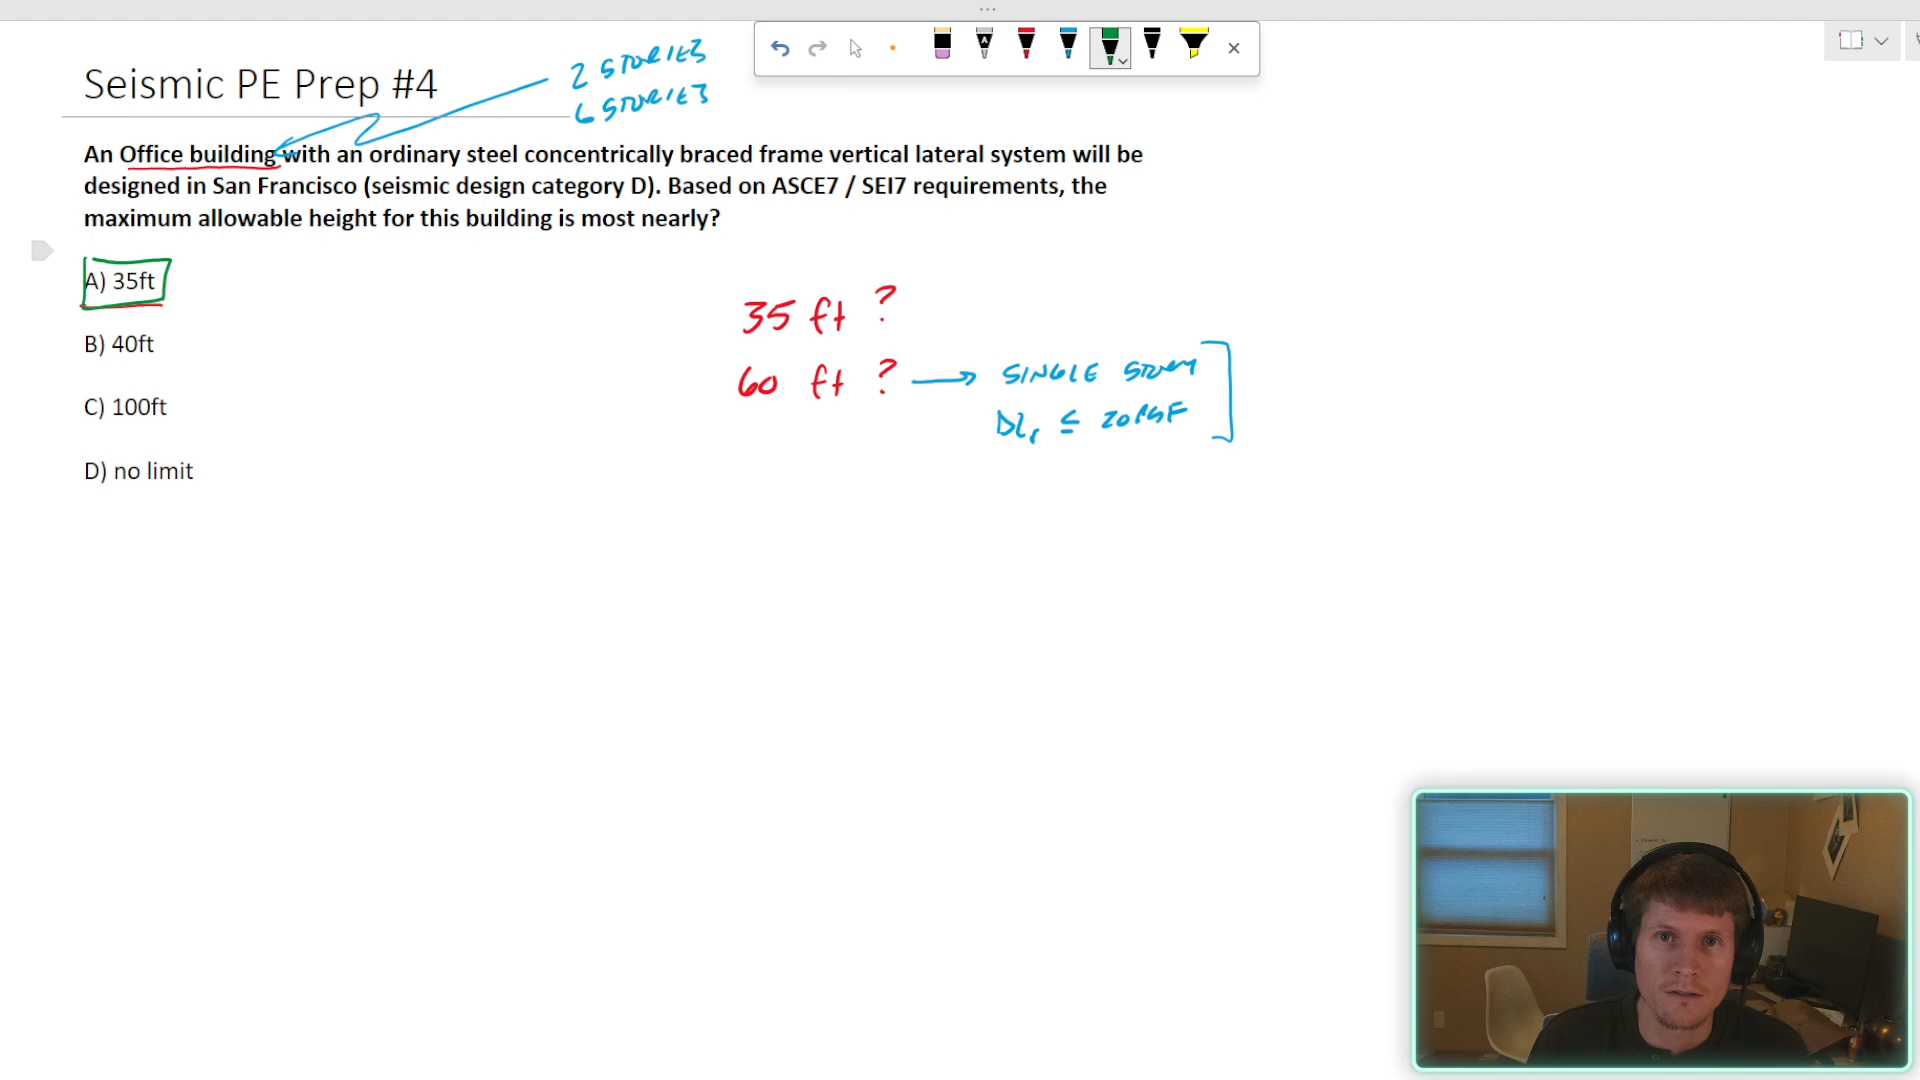 Seismic PE Prep #4
2 STORIES
6 STORIES
An Office building with an ordinary steel concentrically braced frame vertical lateral system will be
designed in San Francisco (seismic design category D). Based on ASCE7 / SEI7 requirements, the
maximum allowable height for this building is most nearly?
A) 35ft
B) 40ft
C) 100ft
D) no limit
35 ft ?
60 ft ? → SINGLE STORY
DLr ≤ 20PSF